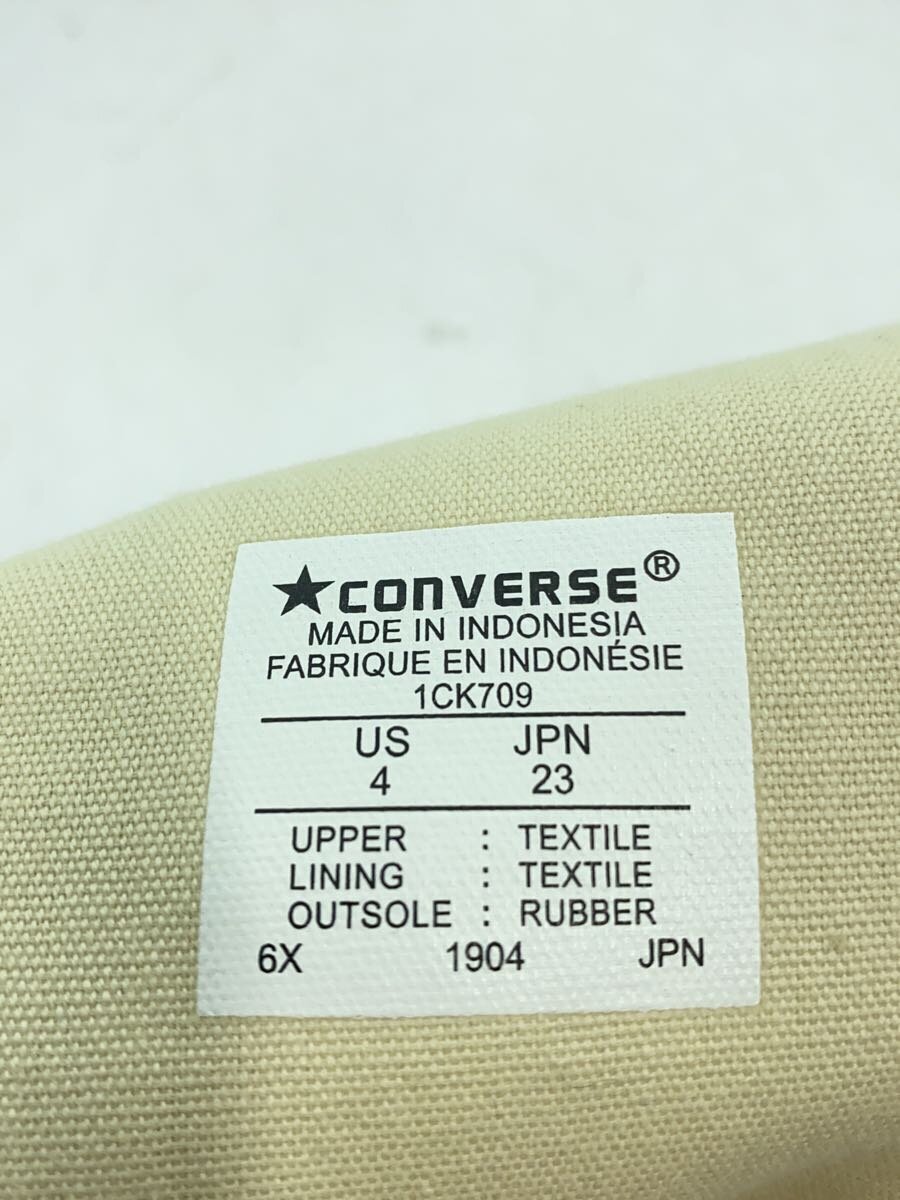 ★CONVERSE®
MADE IN INDONESIA
FABRIQUE EN INDONÉSIE
1CK709
US JPN
4 23
UPPER : TEXTILE
LINING : TEXTILE
OUTSOLE : RUBBER
6X 1904 JPN